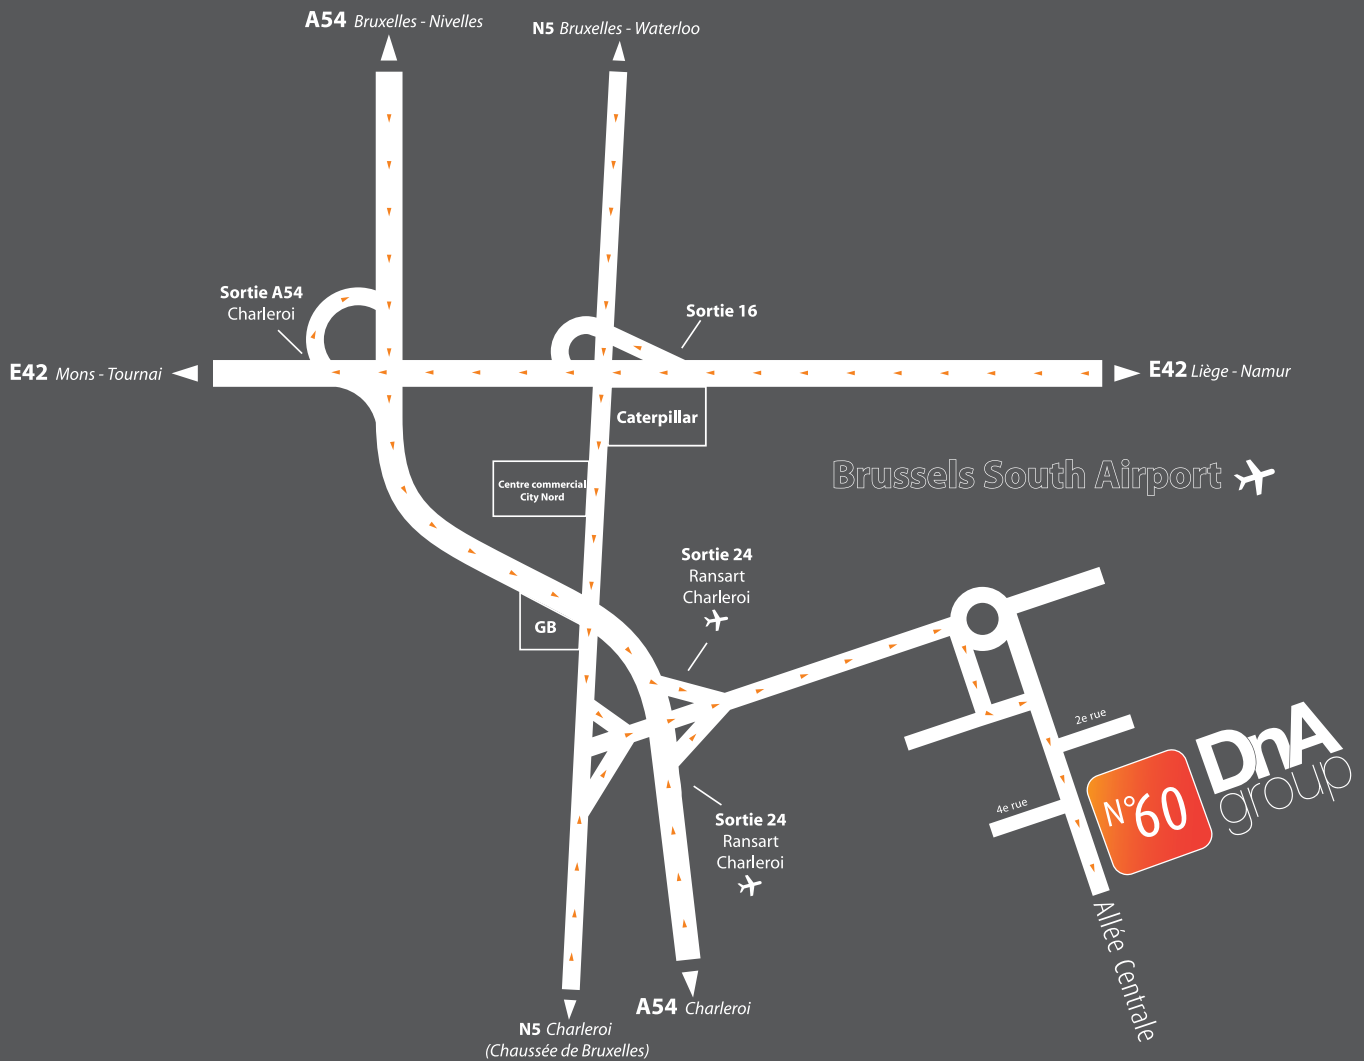 A54 Bruxelles - Nivelles
N5 Bruxelles - Waterloo
Sortie A54
Charleroi
Sortie 16
E42 Mons - Tournai
E42 Liège - Namur
Caterpillar
Centre commercial
City Nord
Brussels South Airport
Sortie 24
Ransart
Charleroi
GB
2e rue
DnA
group
N°60
4e rue
Sortie 24
Ransart
Charleroi
Allée Centrale
A54 Charleroi
N5 Charleroi
(Chaussée de Bruxelles)